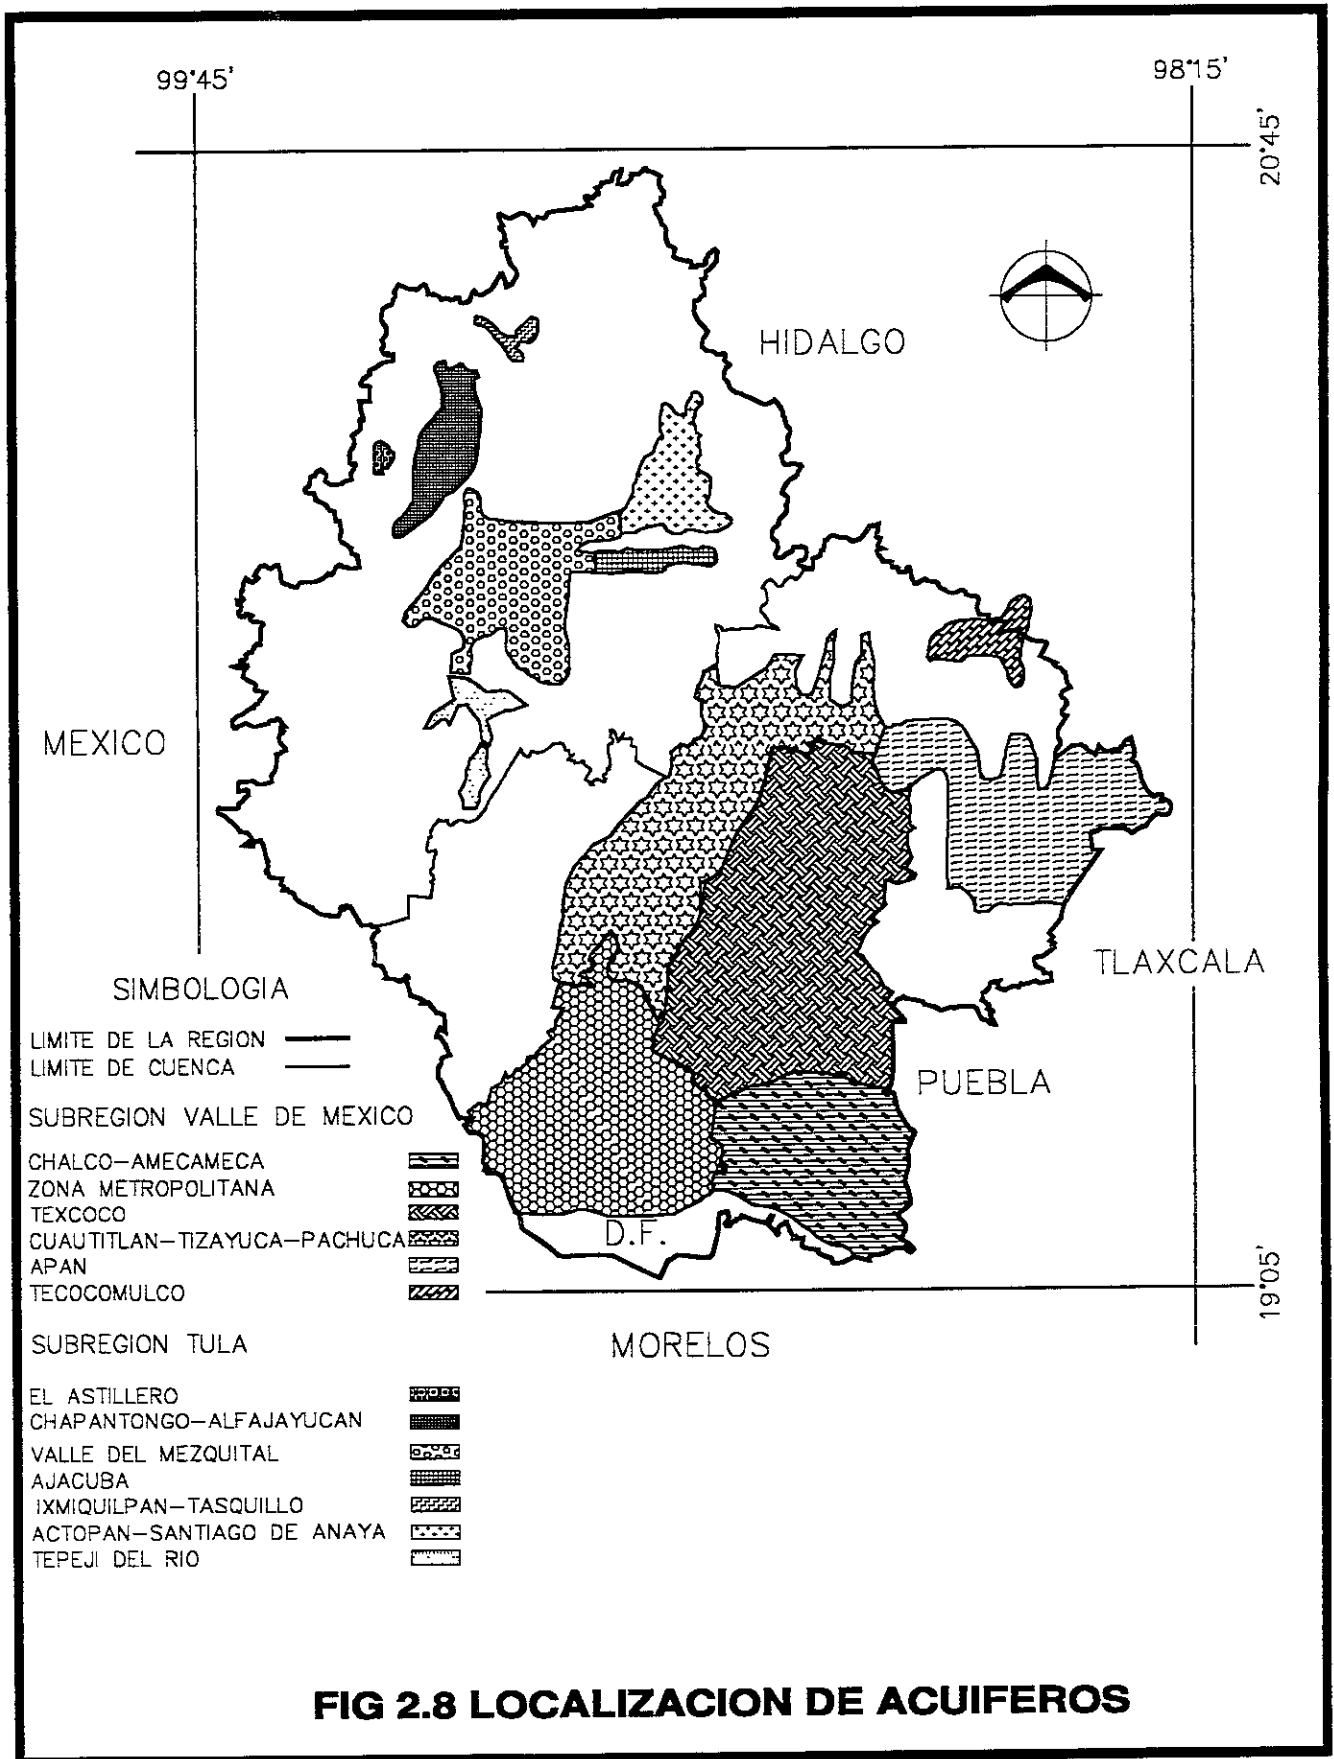 99°45'
98°15'
20°45'
HIDALGO
MEXICO
TLAXCALA
SIMBOLOGIA
LIMITE DE LA REGION
LIMITE DE CUENCA
PUEBLA
SUBREGION VALLE DE MEXICO
CHALCO-AMECAMECA
ZONA METROPOLITANA
TEXCOCO
D.F.
CUAUTITLAN-TIZAYUCA-PACHUCA
APAN
TECOCOMULCO
19°05'
SUBREGION TULA
MORELOS
EL ASTILLERO
CHAPANTONGO-ALFAJAYUCAN
VALLE DEL MEZQUITAL
AJACUBA
IXMIQUILPAN-TASQUILLO
ACTOPAN-SANTIAGO DE ANAYA
TEPEJI DEL RIO
FIG 2.8 LOCALIZACION DE ACUIFEROS